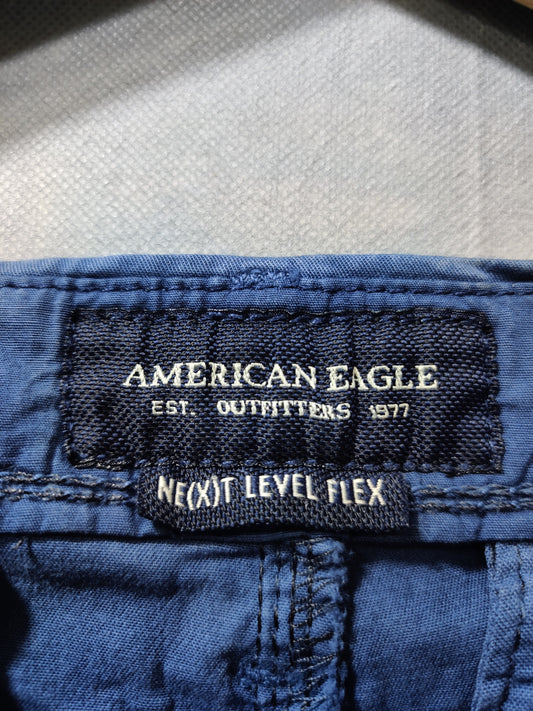 AMERICAN EAGLE
EST. OUTFITTERS 1977
NE(X)T LEVEL FLEX